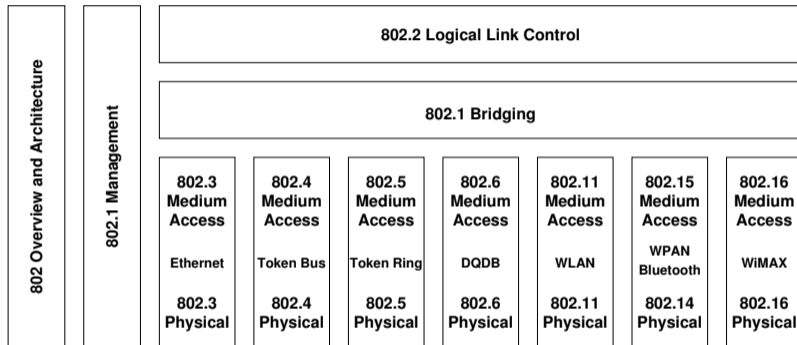 802 Overview and Architecture
802.1 Management
802.2 Logical Link Control
802.1 Bridging
802.3
Medium
Access
Ethernet
802.3
Physical
802.4
Medium
Access
Token Bus
802.4
Physical
802.5
Medium
Access
Token Ring
802.5
Physical
802.6
Medium
Access
DQDB
802.6
Physical
802.11
Medium
Access
WLAN
802.11
Physical
802.15
Medium
Access
WPAN
Bluetooth
802.14
Physical
802.16
Medium
Access
WiMAX
802.16
Physical